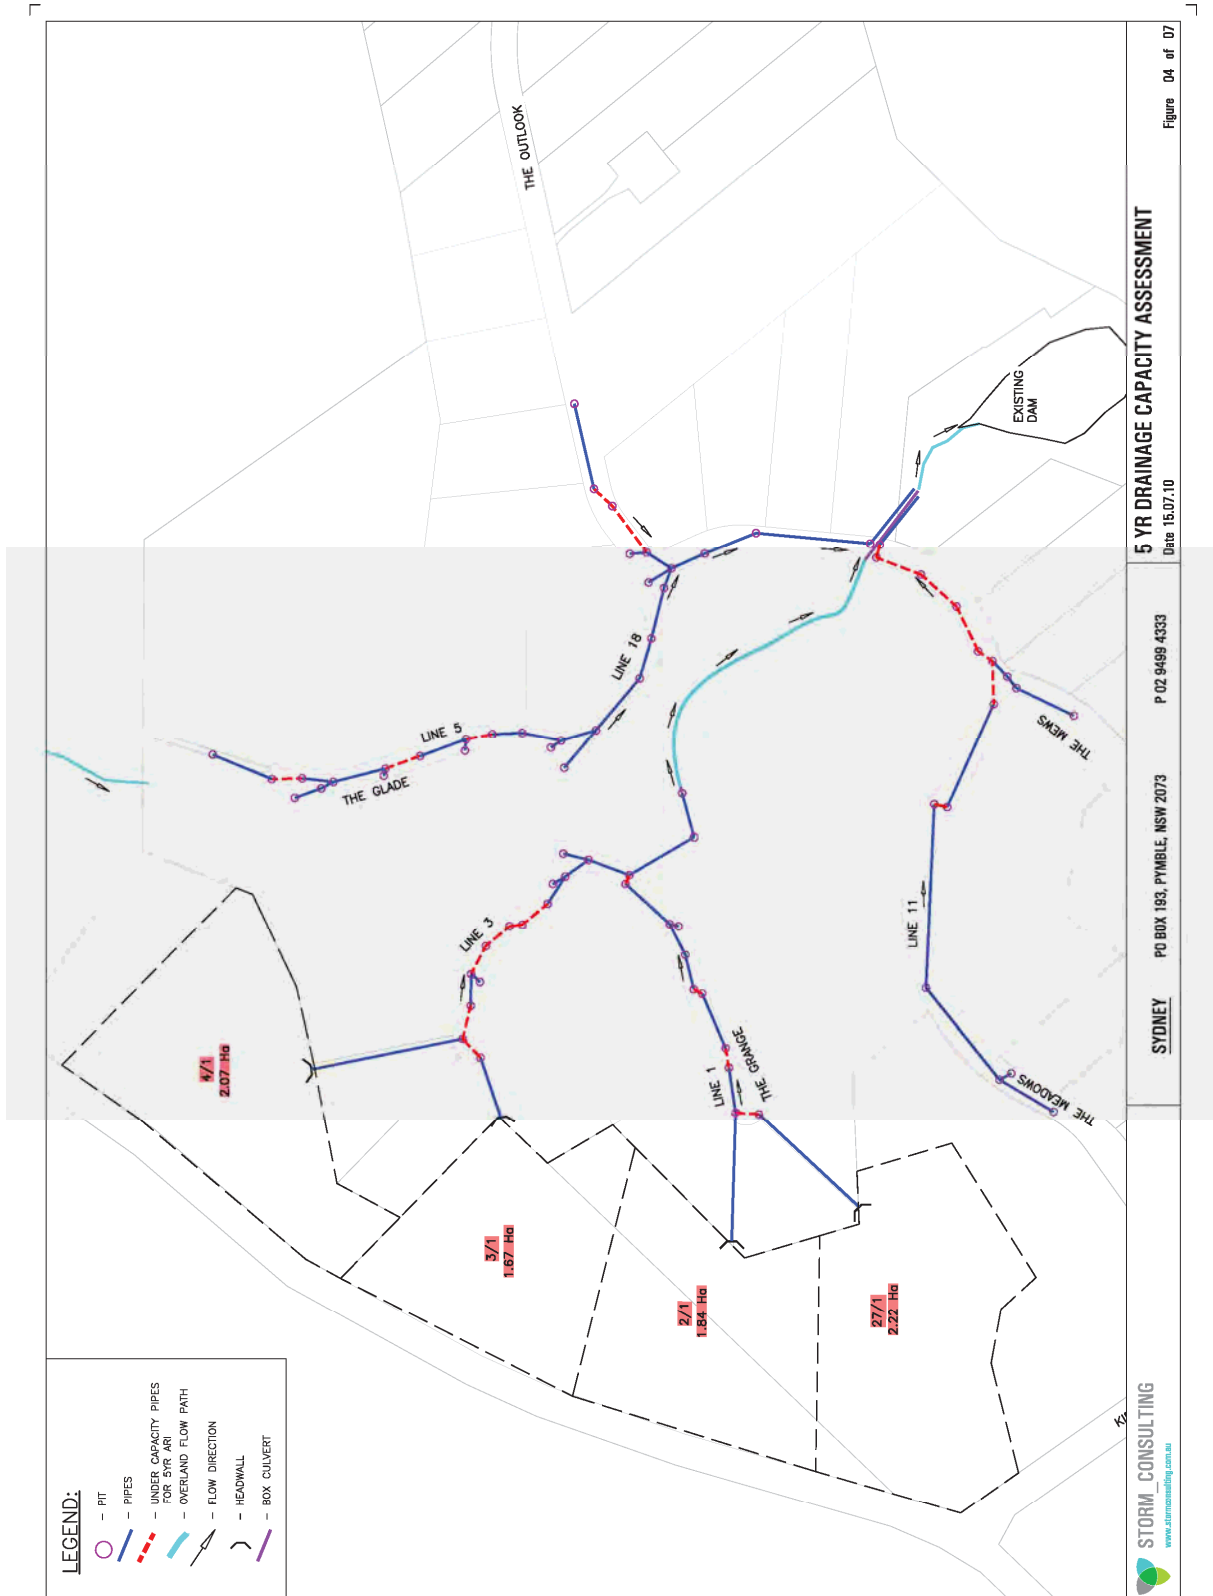 LEGEND:
– PIT
– PIPES
– UNDER CAPACITY PIPES
FOR 5YR ARI
– OVERLAND FLOW PATH
– FLOW DIRECTION
– HEADWALL
– BOX CULVERT
4/1
2.07 Ha
3/1
1.67 Ha
2/1
1.84 Ha
27/1
2.22 Ha
THE OUTLOOK
LINE 18
LINE 5
THE GLADE
LINE 3
LINE 1
THE GRANGE
LINE 11
THE MEADOWS
THE MEWS
EXISTING
DAM
STORM_CONSULTING
www.stormconsulting.com.au
SYDNEY
PO BOX 193, PYMBLE, NSW 2073
P 02 9499 4333
5 YR DRAINAGE CAPACITY ASSESSMENT
Date 15.07.10
Figure 04 of 07